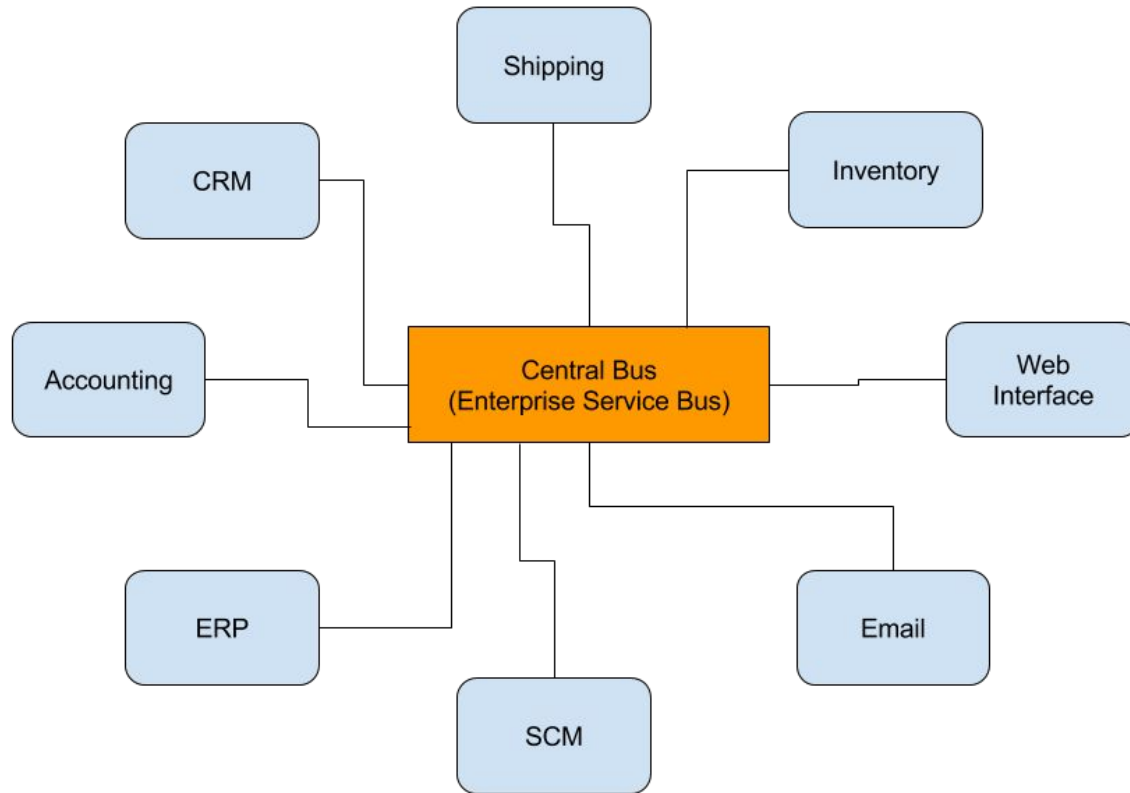 Shipping
CRM
Inventory
Accounting
Central Bus
(Enterprise Service Bus)
Web
Interface
ERP
Email
SCM